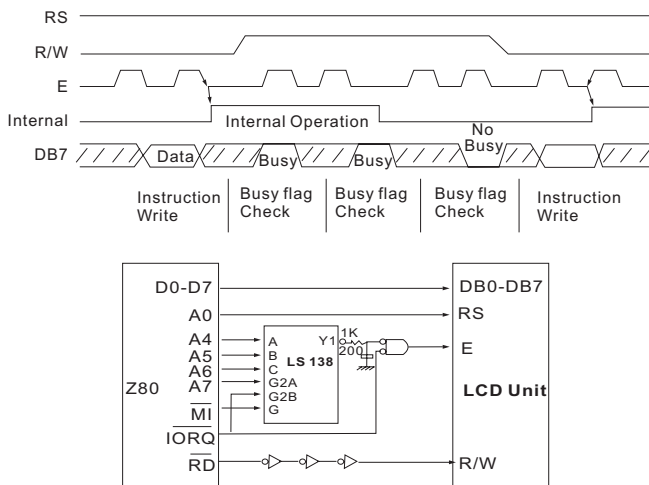 RS
R/W
E
Internal
Internal Operation
No
Busy
DB7
Data
Busy
Busy
Instruction
Write
Busy flag
Check
Busy flag
Check
Busy flag
Check
Instruction
Write
D0-D7
DB0-DB7
A0
RS
A4
A
Y1
1K
A5
B
200
E
A6
C
LS 138
A7
G2A
Z80
G2B
LCD Unit
MI
G
IORQ
RD
R/W